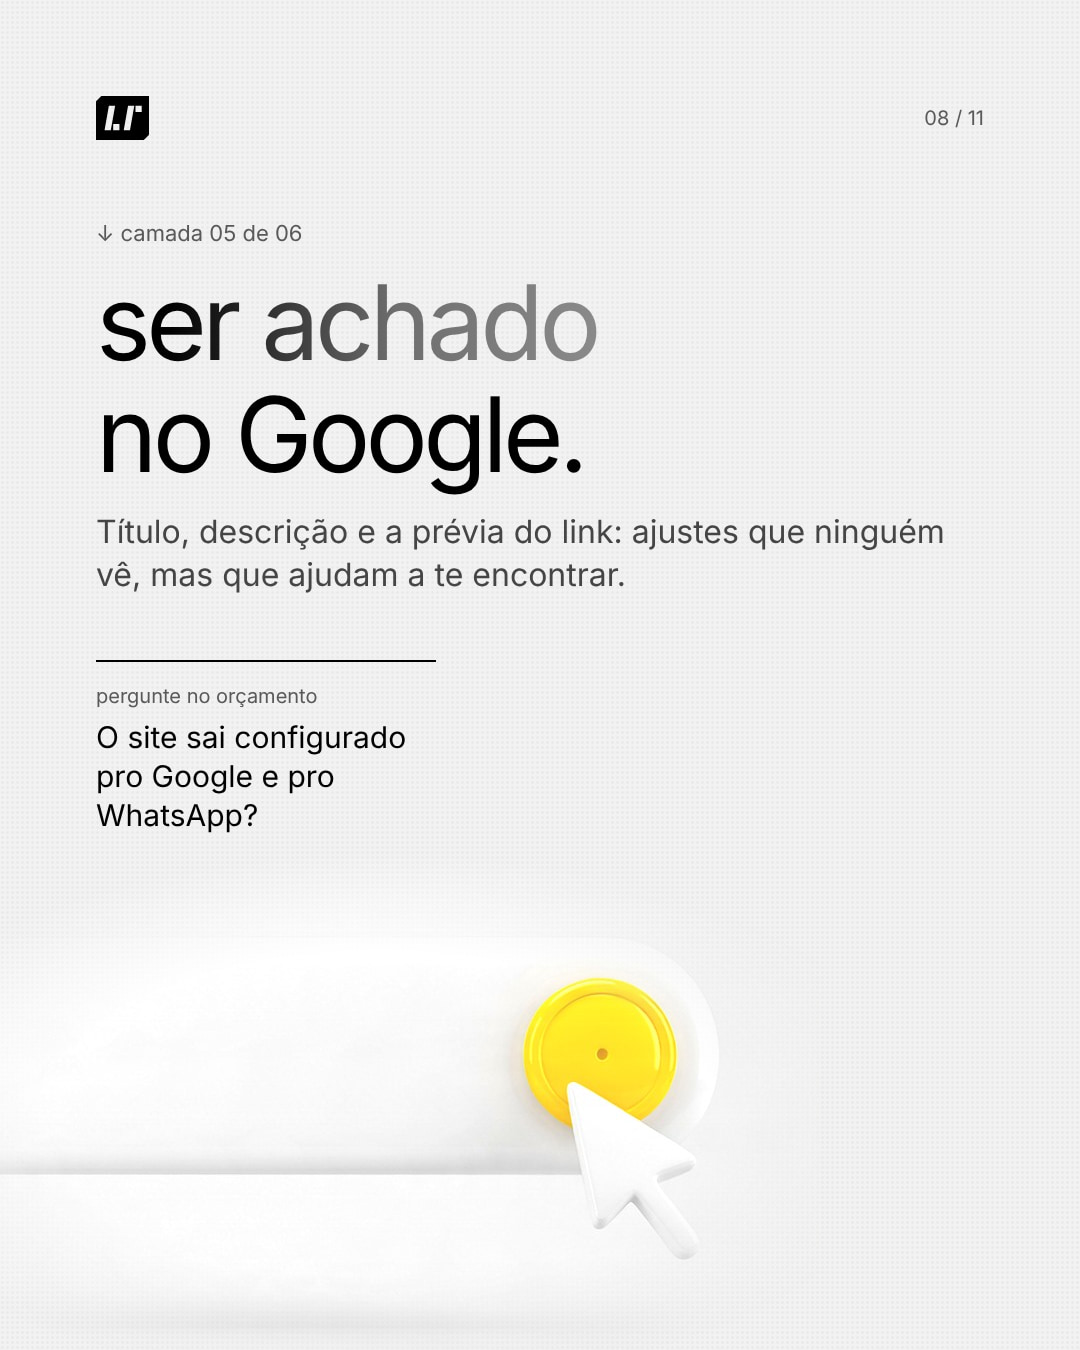 08 / 11
↓ camada 05 de 06
ser achado
no Google.
Título, descrição e a prévia do link: ajustes que ninguém
vê, mas que ajudam a te encontrar.
pergunte no orçamento
O site sai configurado
pro Google e pro
WhatsApp?